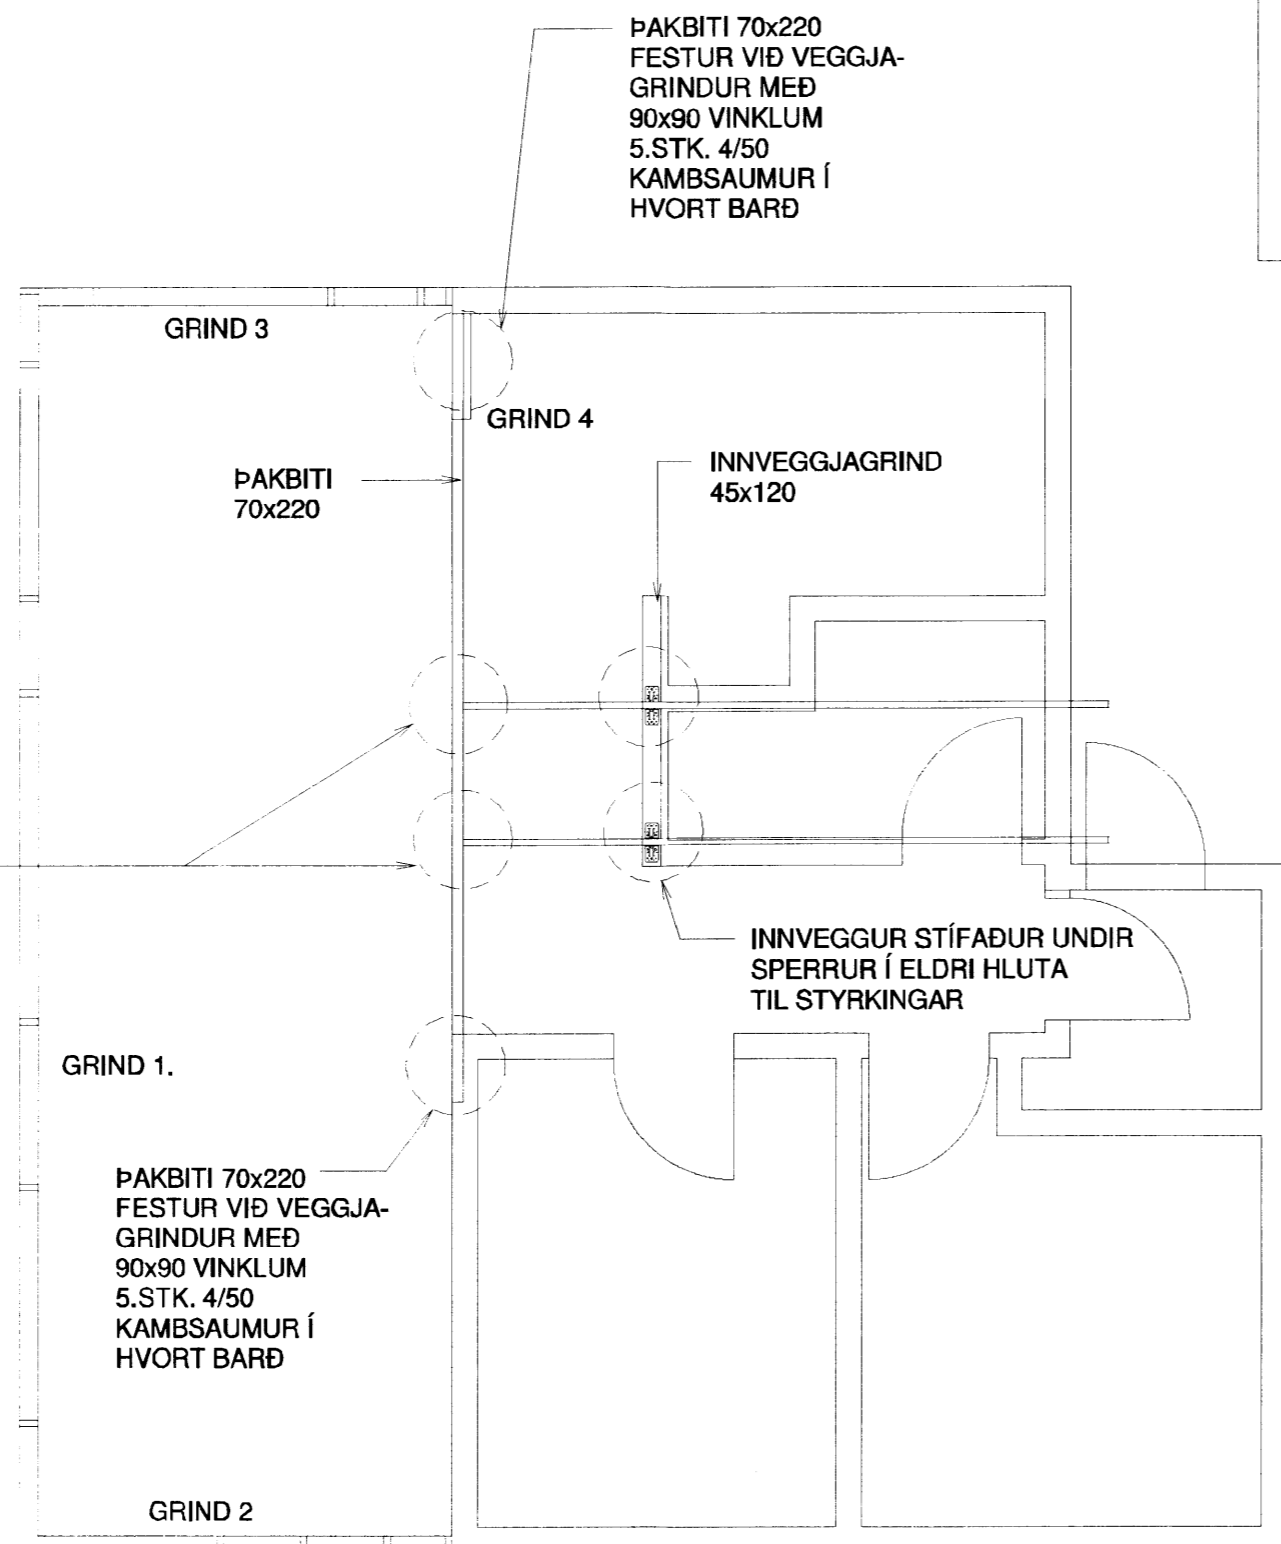 ÞAKBITI 70x220
FESTUR VIÐ VEGGJA-
GRINDUR MEÐ
90x90 VINKLUM
5.STK. 4/50
KAMBSAUMUR Í
HVORT BARÐ
GRIND 3
GRIND 4
ÞAKBITI
70x220
INNVEGGJAGRIND
45x120
INNVEGGUR STÍFAÐUR UNDIR
SPERRUR Í ELDRI HLUTA
TIL STYRKINGAR
GRIND 1.
ÞAKBITI 70x220
FESTUR VIÐ VEGGJA-
GRINDUR MEÐ
90x90 VINKLUM
5.STK. 4/50
KAMBSAUMUR Í
HVORT BARÐ
GRIND 2